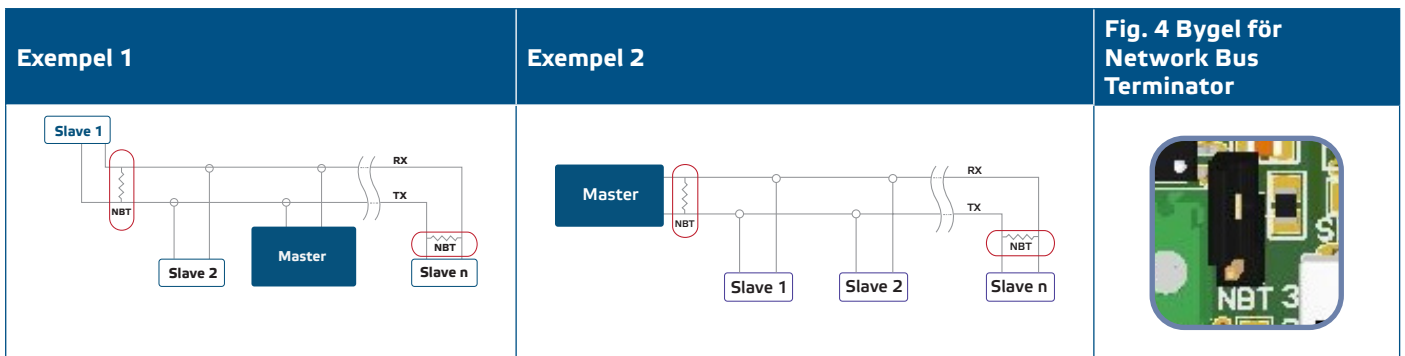 Exempel 1
Exempel 2
Fig. 4 Bygel för
Network Bus
Terminator
Slave 1
NBT
RX
TX
Slave 2
Master
NBT
Slave n
Master
NBT
RX
TX
Slave 1
Slave 2
NBT
Slave n
NBT 3